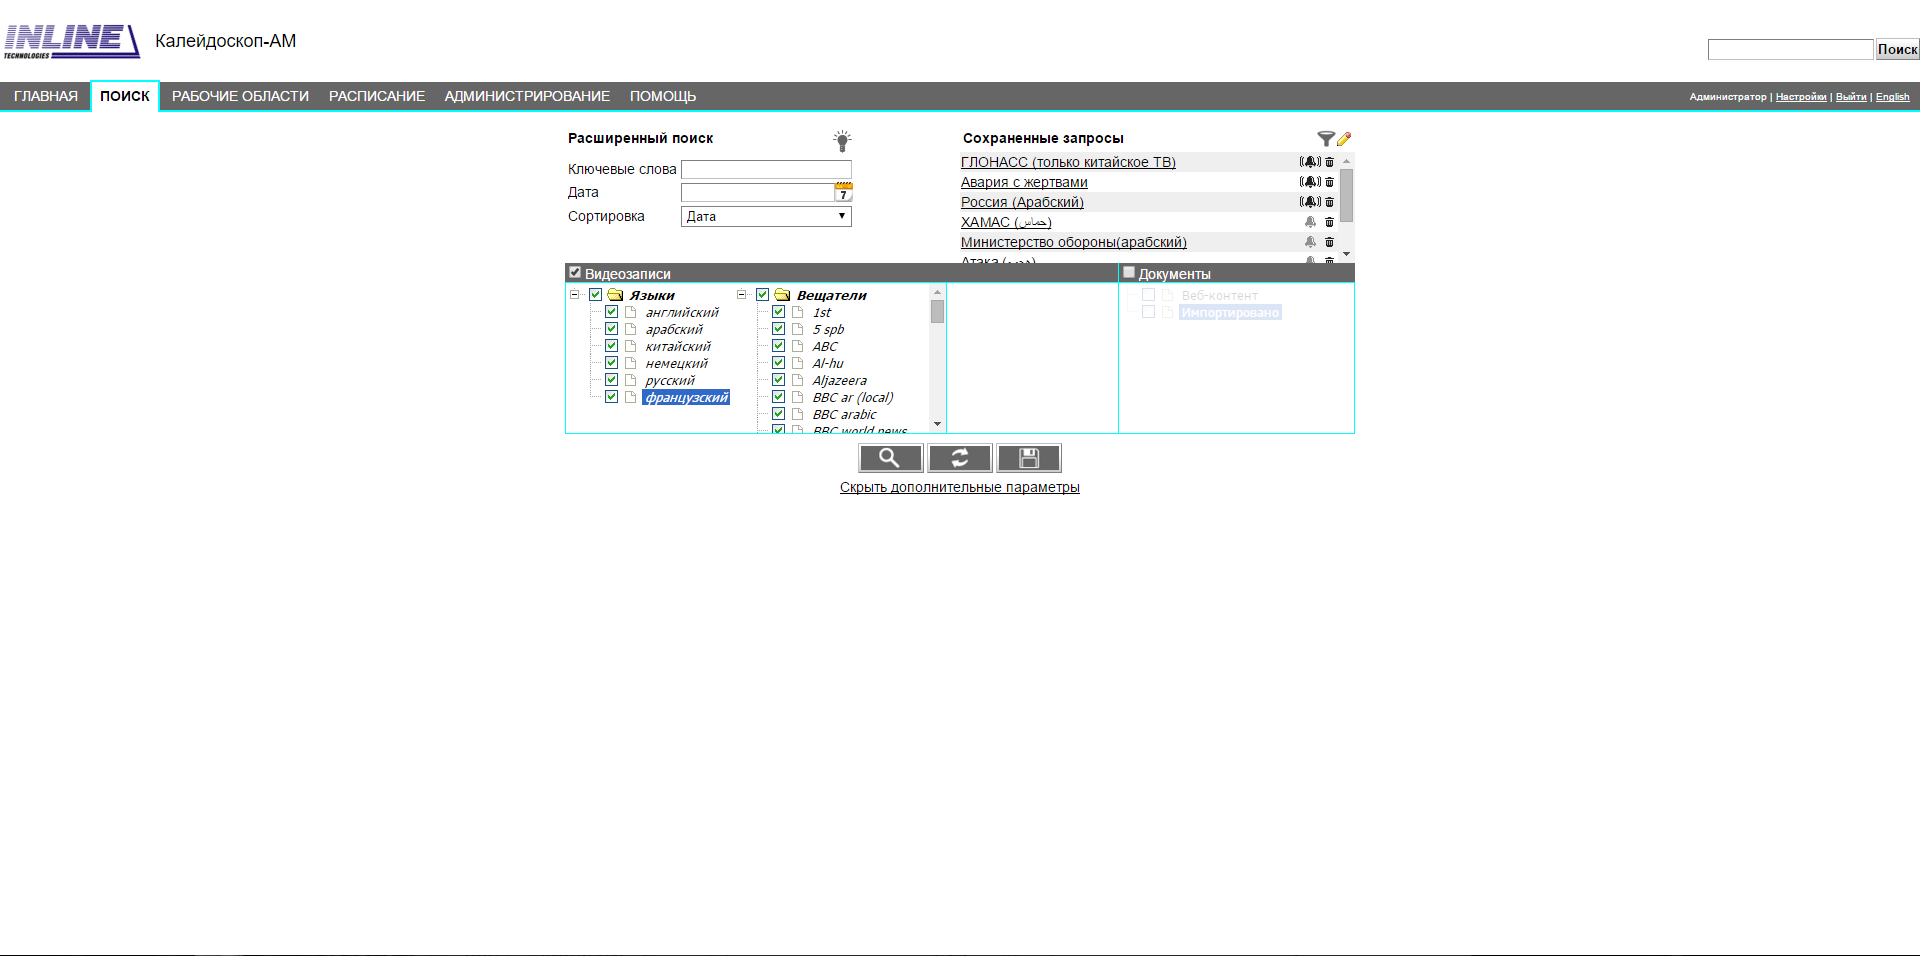 INLINE
TECHNOLOGIES
Калейдоскоп-АМ
Поиск
ГЛАВНАЯ ПОИСК РАБОЧИЕ ОБЛАСТИ РАСПИСАНИЕ АДМИНИСТРИРОВАНИЕ ПОМОЩЬ
Администратор | Настройки | Выйти | English
Расширенный поиск
Ключевые слова
Дата
7
Сортировка
Дата
Сохраненные запросы
ГЛОНАСС (только китайское ТВ)
Авария с жертвами
Россия (Арабский)
ХАМАС (حماس)
Министерство обороны(арабский)
Атака (هجوم)
Видеозаписи
Языки
английский
арабский
китайский
немецкий
русский
французский
Вещатели
1st
5 spb
ABC
Al-hu
Aljazeera
BBC ar (local)
BBC arabic
BBC world news
Документы
Веб-контент
Импортировано
Скрыть дополнительные параметры